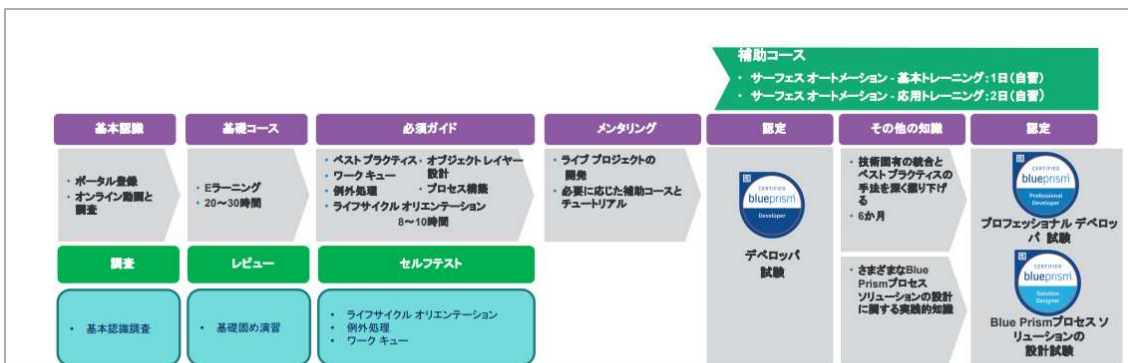 補助コース
・ サーフェス オートメーション - 基本トレーニング：1日（自習）
・ サーフェス オートメーション - 応用トレーニング：2日（自習）
基本認識
・ ポータル登録
・ オンライン動画と
調査
基礎コース
・ Eラーニング
・ 20～30時間
必須ガイド
・ ベスト プラクティス
・ ワーク キュー
・ 例外処理
・ オブジェクト レイヤー
設計
・ プロセス構築
・ ライフサイクル オリエンテーション
8～10時間
メンタリング
・ ライブ プロジェクトの
開発
・ 必要に応じた補助コースと
チュートリアル
認定
CERTIFIED
blueprism
Developer
デベロッパ
試験
その他の知識
・ 技術固有の統合と
ベスト プラクティスの
手法を深く掘り下げ
る
・ 6か月
・ さまざまなBlue
Prismプロセス
ソリューションの設計
に関する実践的知識
認定
CERTIFIED
blueprism
Professional
Developer
プロフェッショナル デベロッ
パ 試験
CERTIFIED
blueprism
Solution
Designer
Blue Prismプロセス ソ
リューションの
設計試験
調査
・ 基本認識調査
レビュー
・ 基礎固め演習
セルフテスト
・ ライフサイクル オリエンテーション
・ 例外処理
・ ワーク キュー